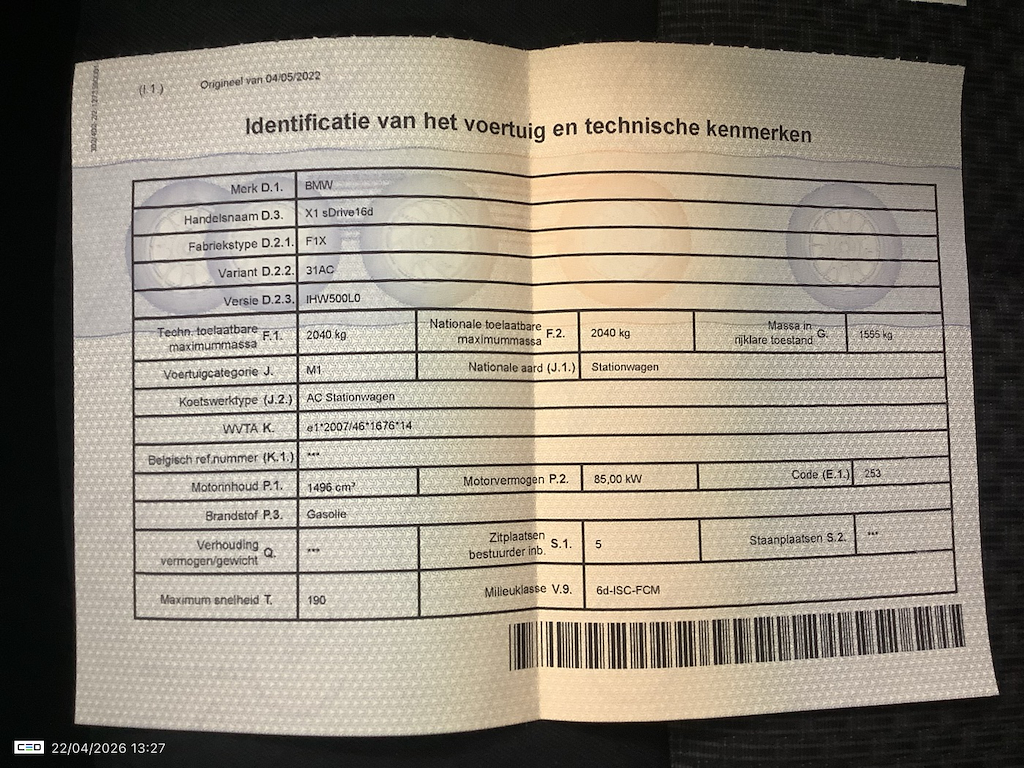 (I.1.) Origineel van 04/05/2022
Identificatie van het voertuig en technische kenmerken
Merk D.1. BMW
Handelsnaam D.3. X1 sDrive16d
Fabriekstype D.2.1. F1X
Variant D.2.2. 31AC
Versie D.2.3. IHW500L0
Techn. toelaatbare maximummassa F.1. 2040 kg Nationale toelaatbare maximummassa F.2. 2040 kg Massa in rijklare toestand G. 1555 kg
Voertuigcategorie J. M1 Nationale aard (J.1.) Stationwagen
Koetswerktype (J.2.) AC Stationwagen
WVTA K. e1*2007/46*1676*14
Belgisch ref.nummer (K.1.) ***
Motorinhoud P.1. 1496 cm³ Motorvermogen P.2. 85,00 kW Code (E.1.) 253
Brandstof P.3. Gasolie
Verhouding vermogen/gewicht Q. *** Zitplaatsen bestuurder inb. S.1. 5 Staanplaatsen S.2. ***
Maximum snelheid T. 190 Milieuklasse V.9. 6d-ISC-FCM
CED 22/04/2026 13:27